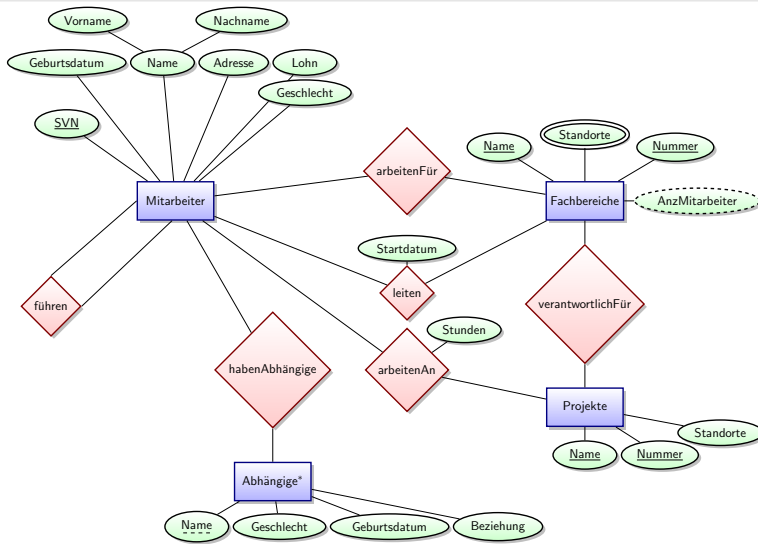 Vorname
Nachname
Geburtsdatum
Name
Adresse
Lohn
Geschlecht
SVN
Standorte
Name
Nummer
arbeitenFür
Mitarbeiter
Fachbereiche
AnzMitarbeiter
Startdatum
leiten
führen
verantwortlichFür
Stunden
habenAbhängige
arbeitenAn
Projekte
Standorte
Name
Nummer
Abhängige*
Name
Geschlecht
Geburtsdatum
Beziehung